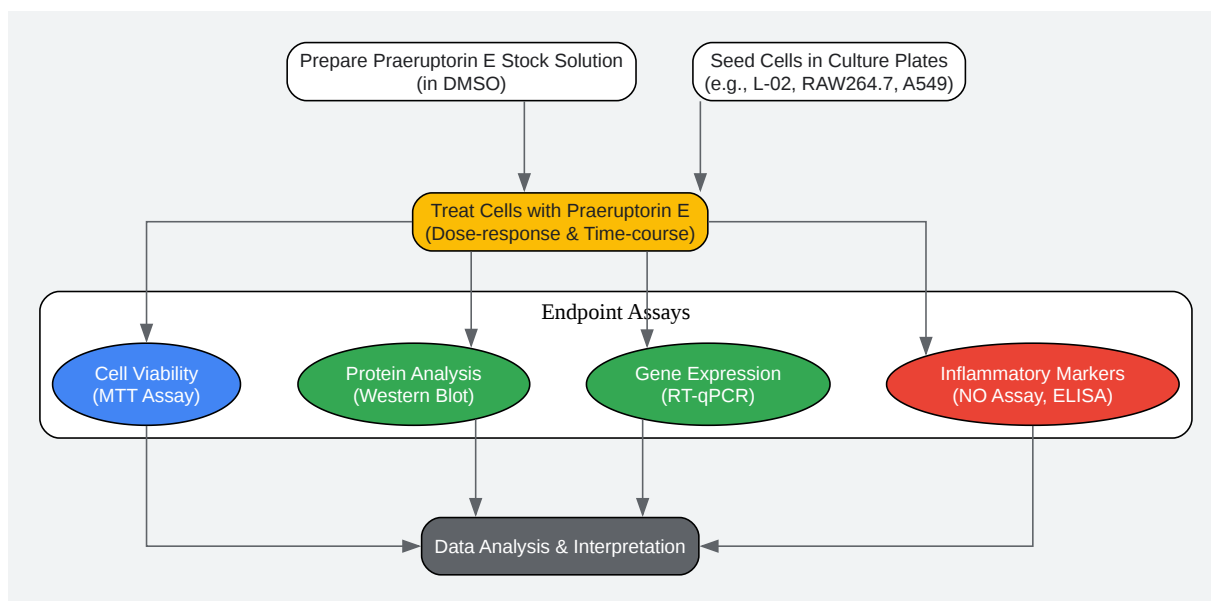 Prepare Praeruptorin E Stock Solution
(in DMSO)
Seed Cells in Culture Plates
(e.g., L-02, RAW264.7, A549)
Treat Cells with Praeruptorin E
(Dose-response & Time-course)
Endpoint Assays
Cell Viability
(MTT Assay)
Protein Analysis
(Western Blot)
Gene Expression
(RT-qPCR)
Inflammatory Markers
(NO Assay, ELISA)
Data Analysis & Interpretation